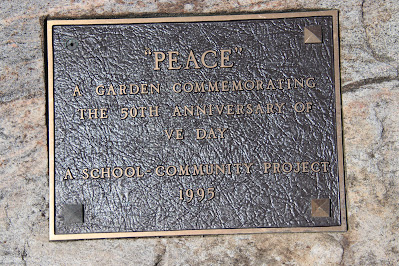 "PEACE"
A GARDEN COMMEMORATING
THE 50TH ANNIVERSARY OF
VE DAY
A SCHOOL-COMMUNITY PROJECT
1995